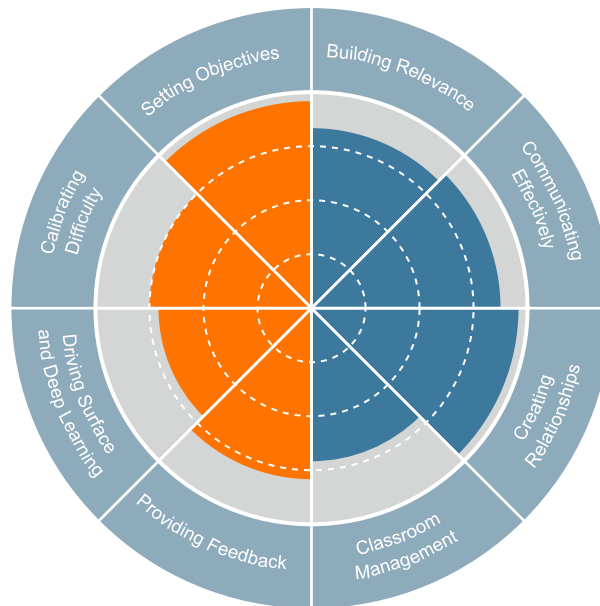 Setting Objectives
Building Relevance
Communicating
Effectively
Creating
Relationships
Classroom
Management
Providing Feedback
Driving Surface
and Deep Learning
Calibrating
Difficulty